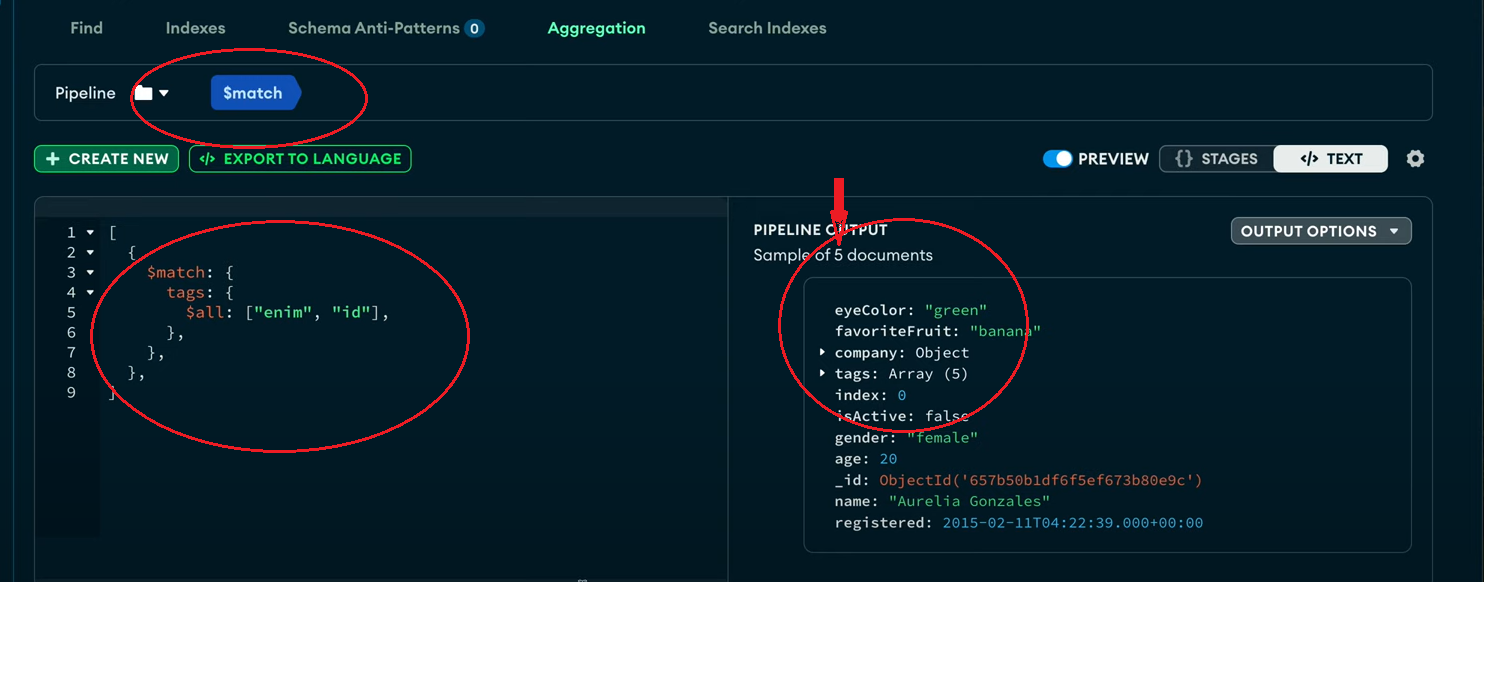 Find Indexes Schema Anti-Patterns 0 Aggregation Search Indexes
Pipeline $match
+ CREATE NEW </> EXPORT TO LANGUAGE PREVIEW {} STAGES </> TEXT
1 [
2 {
3 $match: {
4 tags: {
5 $all: ["enim", "id"],
6 },
7 },
8 },
9 ]
PIPELINE OUTPUT
Sample of 5 documents
OUTPUT OPTIONS
eyeColor: "green"
favoriteFruit: "banana"
company: Object
tags: Array (5)
index: 0
isActive: false
gender: "female"
age: 20
_id: ObjectId('657b50b1df6f5ef673b80e9c')
name: "Aurelia Gonzales"
registered: 2015-02-11T04:22:39.000+00:00